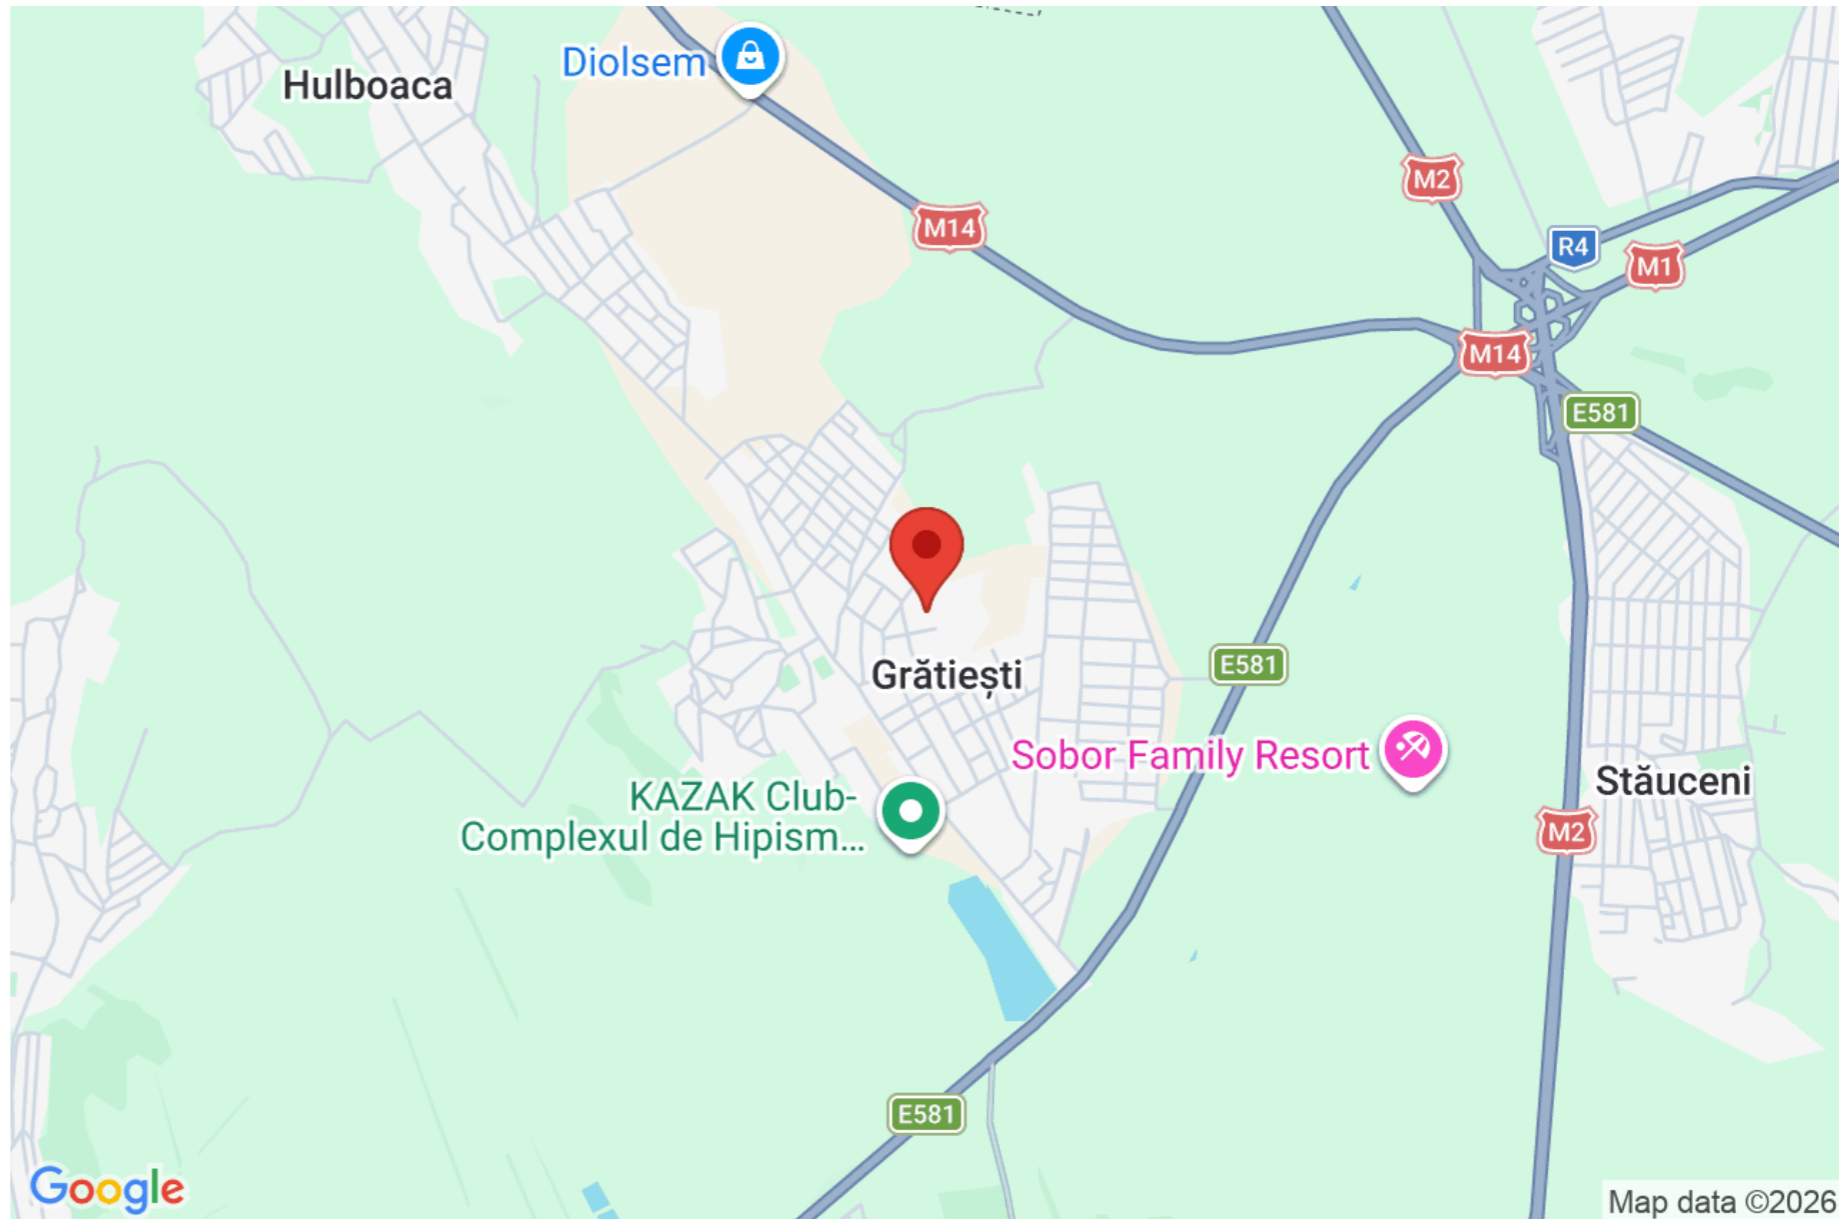 Diolsem
Hulboaca
M2
M14
R4
M1
M14
E581
Grătiești
E581
Sobor Family Resort
Stăuceni
KAZAK Club-
Complexul de Hipism...
M2
E581
Google
Map data ©2026